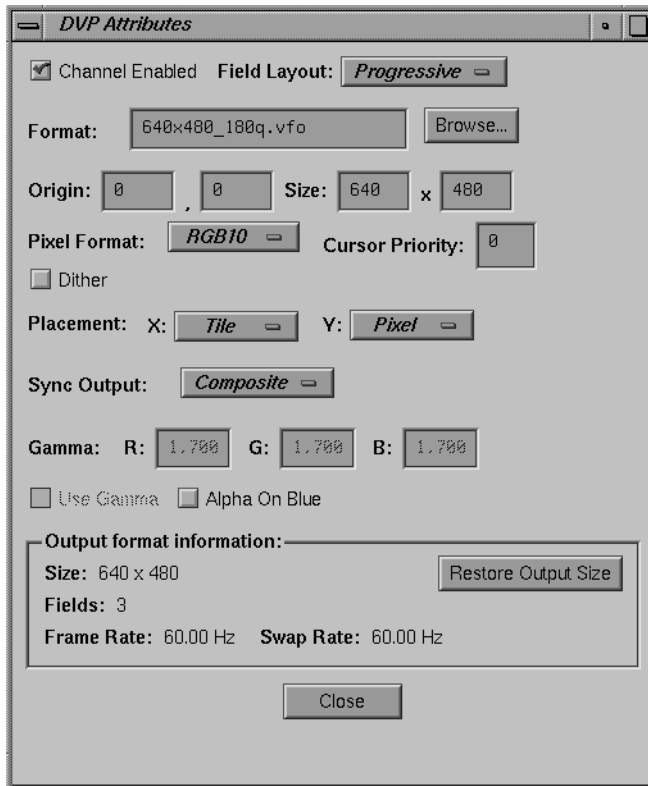 DVP Attributes
Channel Enabled Field Layout: Progressive
Format: 640x480_180q.vfo Browse...
Origin: 0 , 0 Size: 640 x 480
Pixel Format: RGB10 Cursor Priority: 0
Dither
Placement: X: Tile Y: Pixel
Sync Output: Composite
Gamma: R: 1.700 G: 1.700 B: 1.700
Use Gamma Alpha On Blue
Output format information:
Size: 640 x 480 Restore Output Size
Fields: 3
Frame Rate: 60.00 Hz Swap Rate: 60.00 Hz
Close